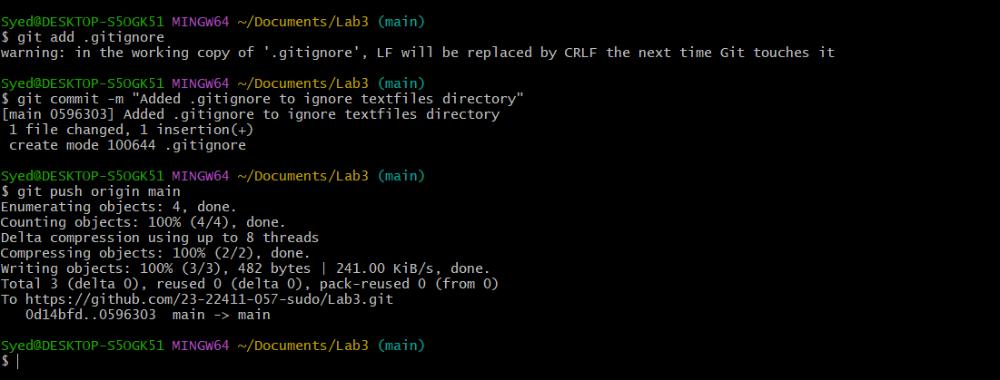 Syed@DESKTOP-S5OGK51 MINGW64 ~/Documents/Lab3 (main)
$ git add .gitignore
warning: in the working copy of '.gitignore', LF will be replaced by CRLF the next time Git touches it
Syed@DESKTOP-S5OGK51 MINGW64 ~/Documents/Lab3 (main)
$ git commit -m "Added .gitignore to ignore textfiles directory"
[main 0596303] Added .gitignore to ignore textfiles directory
 1 file changed, 1 insertion(+)
 create mode 100644 .gitignore
Syed@DESKTOP-S5OGK51 MINGW64 ~/Documents/Lab3 (main)
$ git push origin main
Enumerating objects: 4, done.
Counting objects: 100% (4/4), done.
Delta compression using up to 8 threads
Compressing objects: 100% (2/2), done.
Writing objects: 100% (3/3), 482 bytes | 241.00 KiB/s, done.
Total 3 (delta 0), reused 0 (delta 0), pack-reused 0 (from 0)
To https://github.com/23-22411-057-sudo/Lab3.git
   0d14bfd..0596303  main -> main
Syed@DESKTOP-S5OGK51 MINGW64 ~/Documents/Lab3 (main)
$